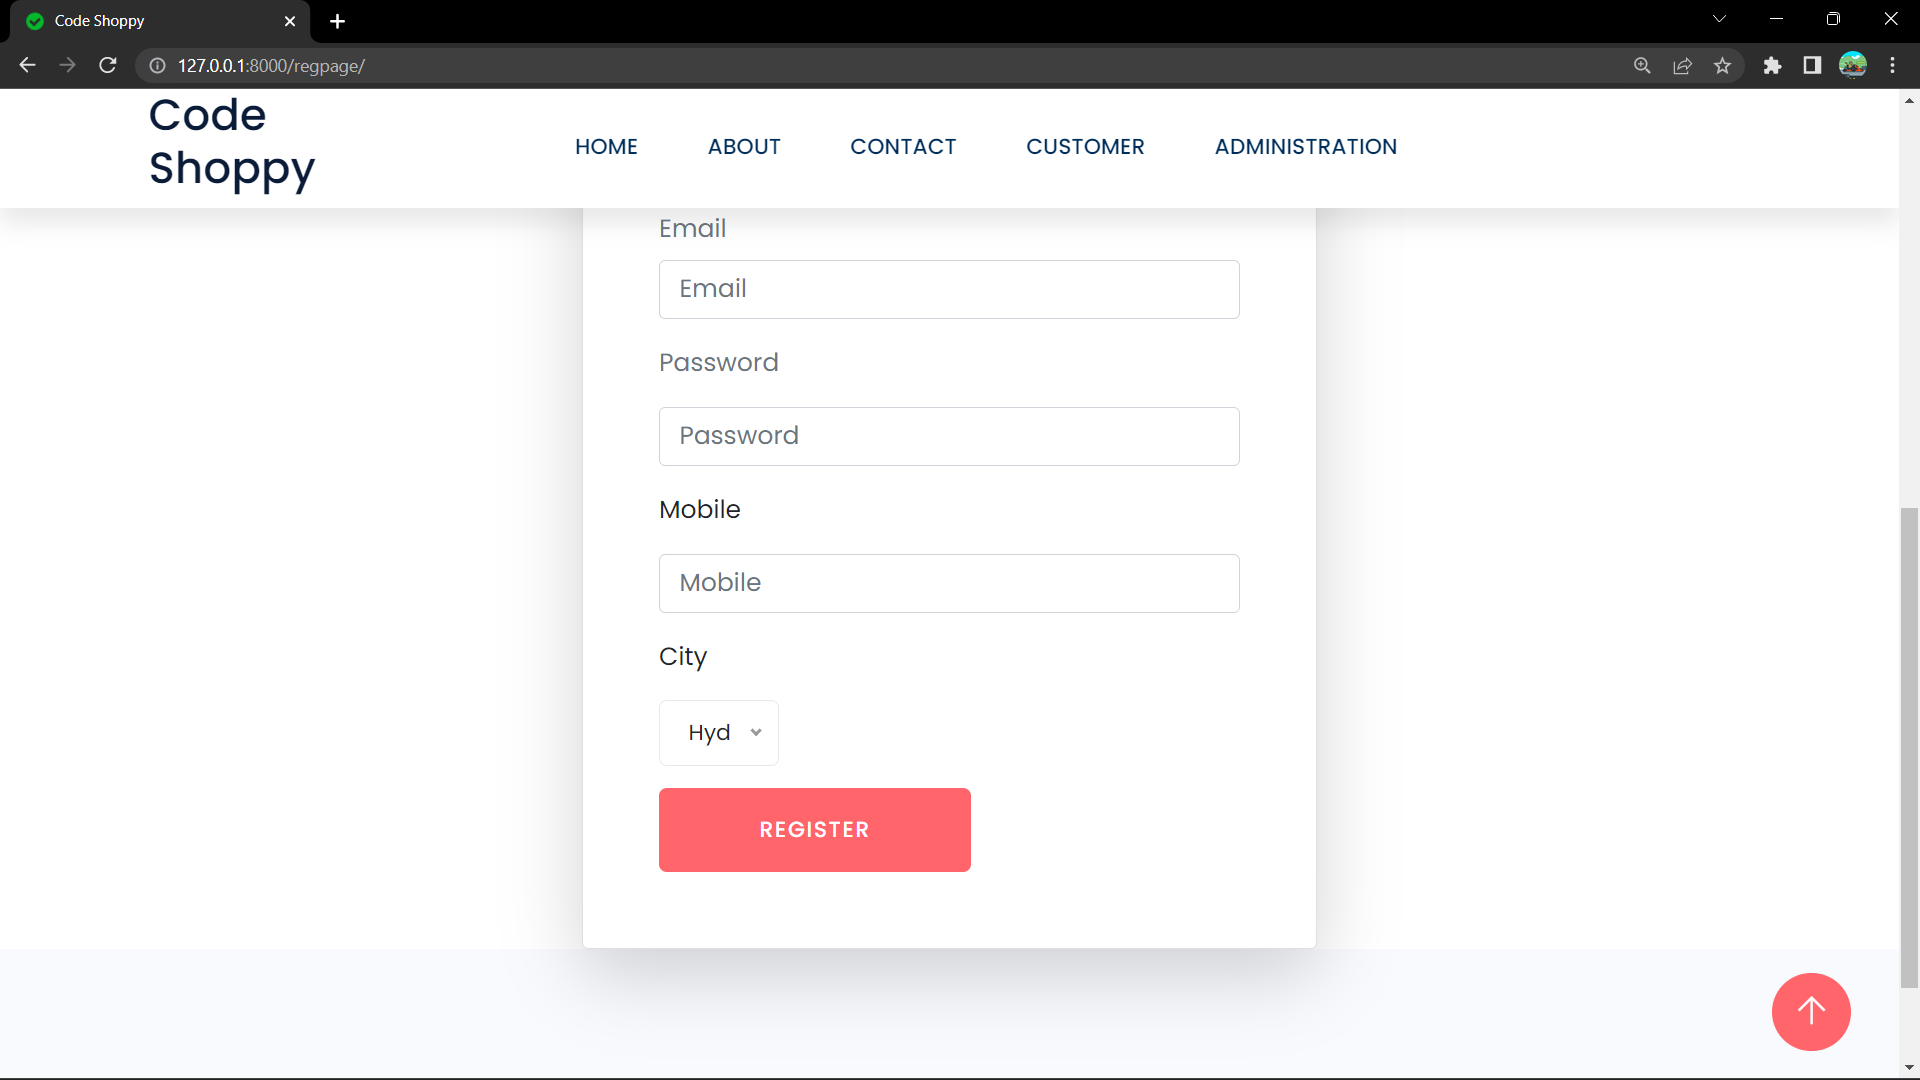 Code Shoppy
127.0.0.1:8000/regpage/
Code
Shoppy
HOME ABOUT CONTACT CUSTOMER ADMINISTRATION
Email
Email
Password
Password
Mobile
Mobile
City
Hyd
REGISTER